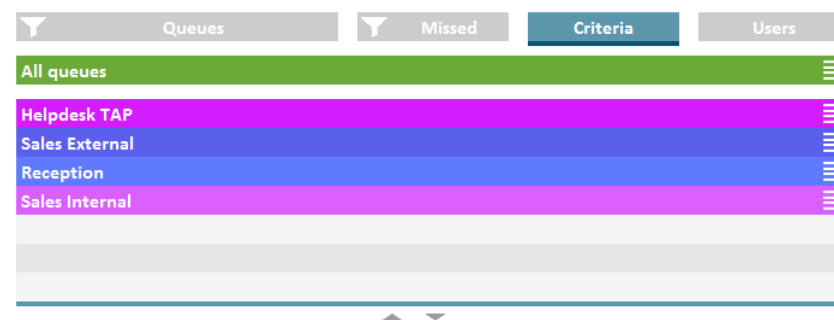 Queues Missed Criteria Users
All queues
Helpdesk TAP
Sales External
Reception
Sales Internal